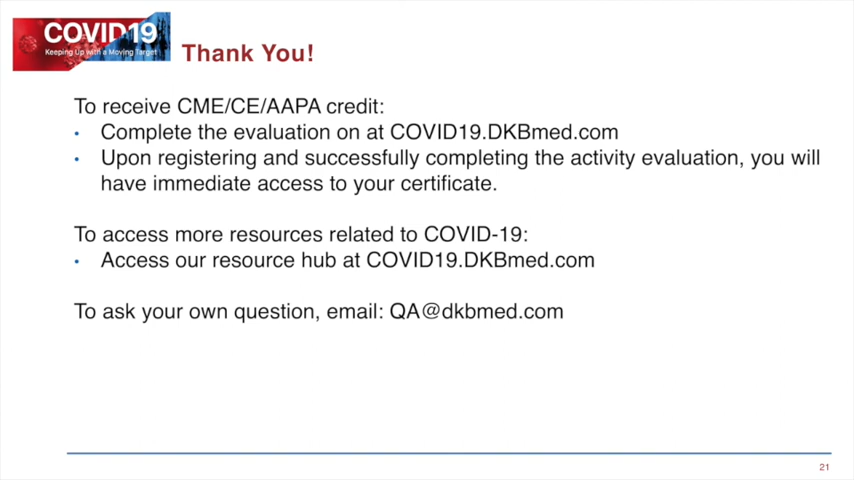 COVID19
Keeping Up with a Moving Target
Thank You!
To receive CME/CE/AAPA credit:
• Complete the evaluation on at COVID19.DKBmed.com
• Upon registering and successfully completing the activity evaluation, you will
have immediate access to your certificate.
To access more resources related to COVID-19:
• Access our resource hub at COVID19.DKBmed.com
To ask your own question, email: QA@dkbmed.com
21